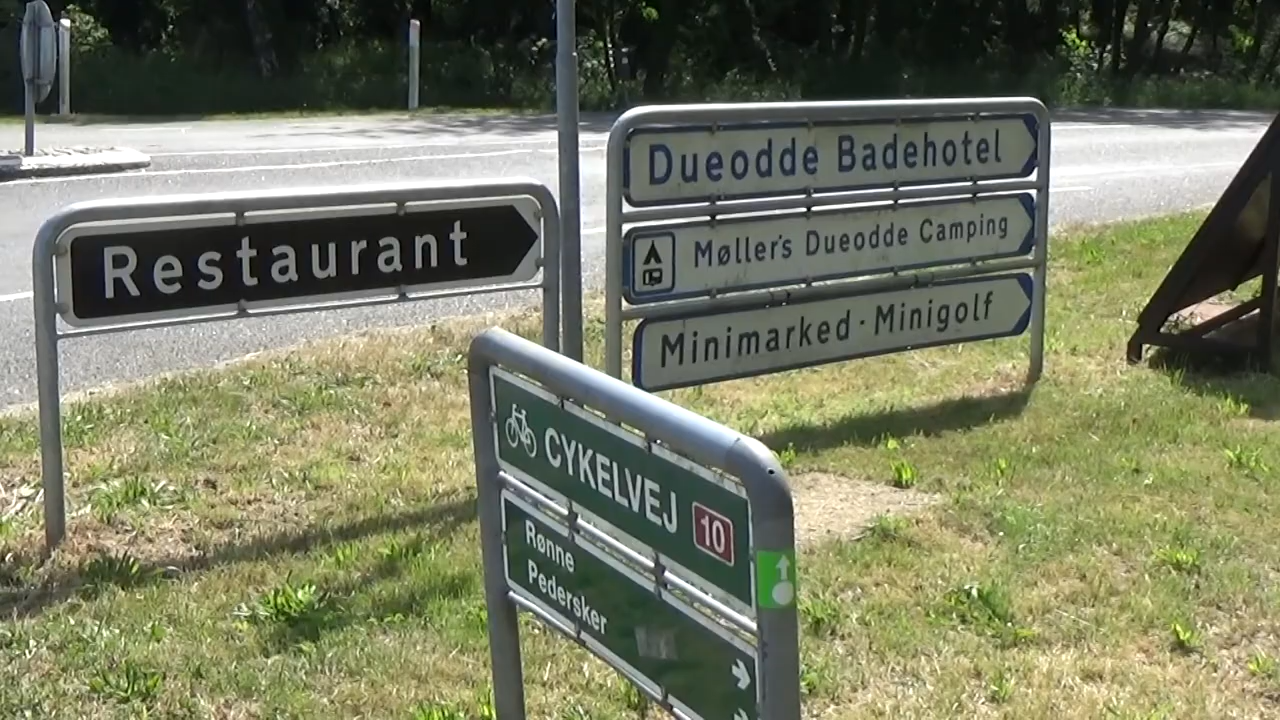 Restaurant
Dueodde Badehotel
Møller's Dueodde Camping
Minimarked · Minigolf
CYKELVEJ 10
Rønne
Pedersker